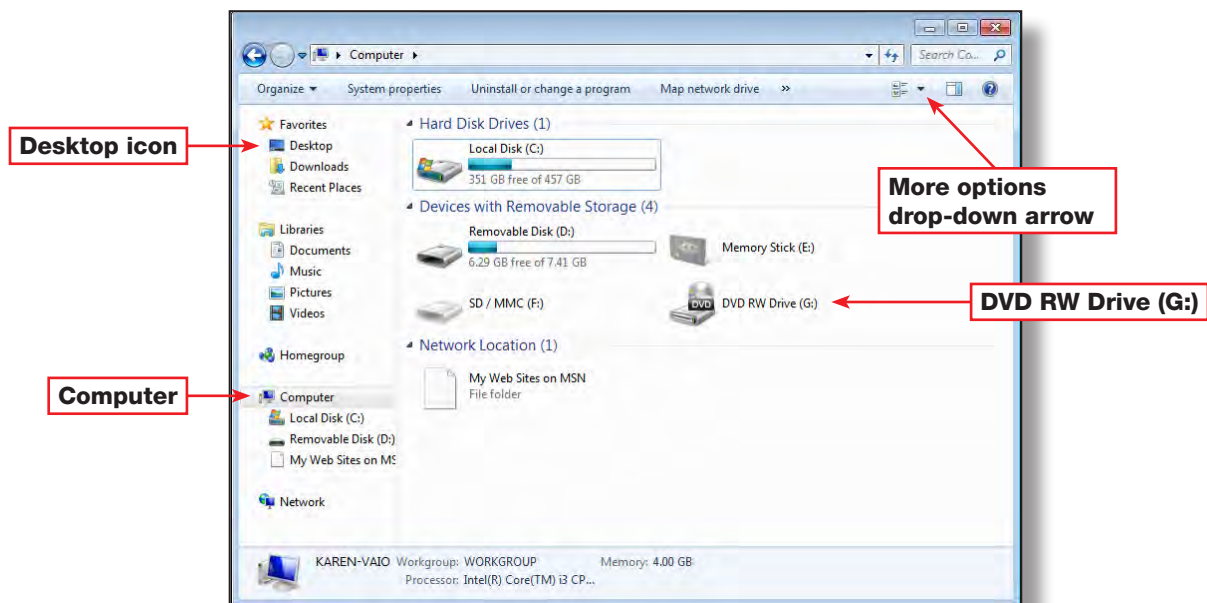 Computer
Search Co...
Organize
System properties
Uninstall or change a program
Map network drive
»
Favorites
Desktop
Downloads
Recent Places
Libraries
Documents
Music
Pictures
Videos
Homegroup
Computer
Local Disk (C:)
Removable Disk (D:)
My Web Sites on MS
Network
Hard Disk Drives (1)
Local Disk (C:)
351 GB free of 457 GB
Devices with Removable Storage (4)
Removable Disk (D:)
6.29 GB free of 7.41 GB
Memory Stick (E:)
SD / MMC (F:)
DVD
DVD RW Drive (G:)
Network Location (1)
My Web Sites on MSN
File folder
KAREN-VAIO Workgroup: WORKGROUP Memory: 4.00 GB
Processor: Intel(R) Core(TM) i3 CP...
Desktop icon
Computer
More options
drop-down arrow
DVD RW Drive (G:)